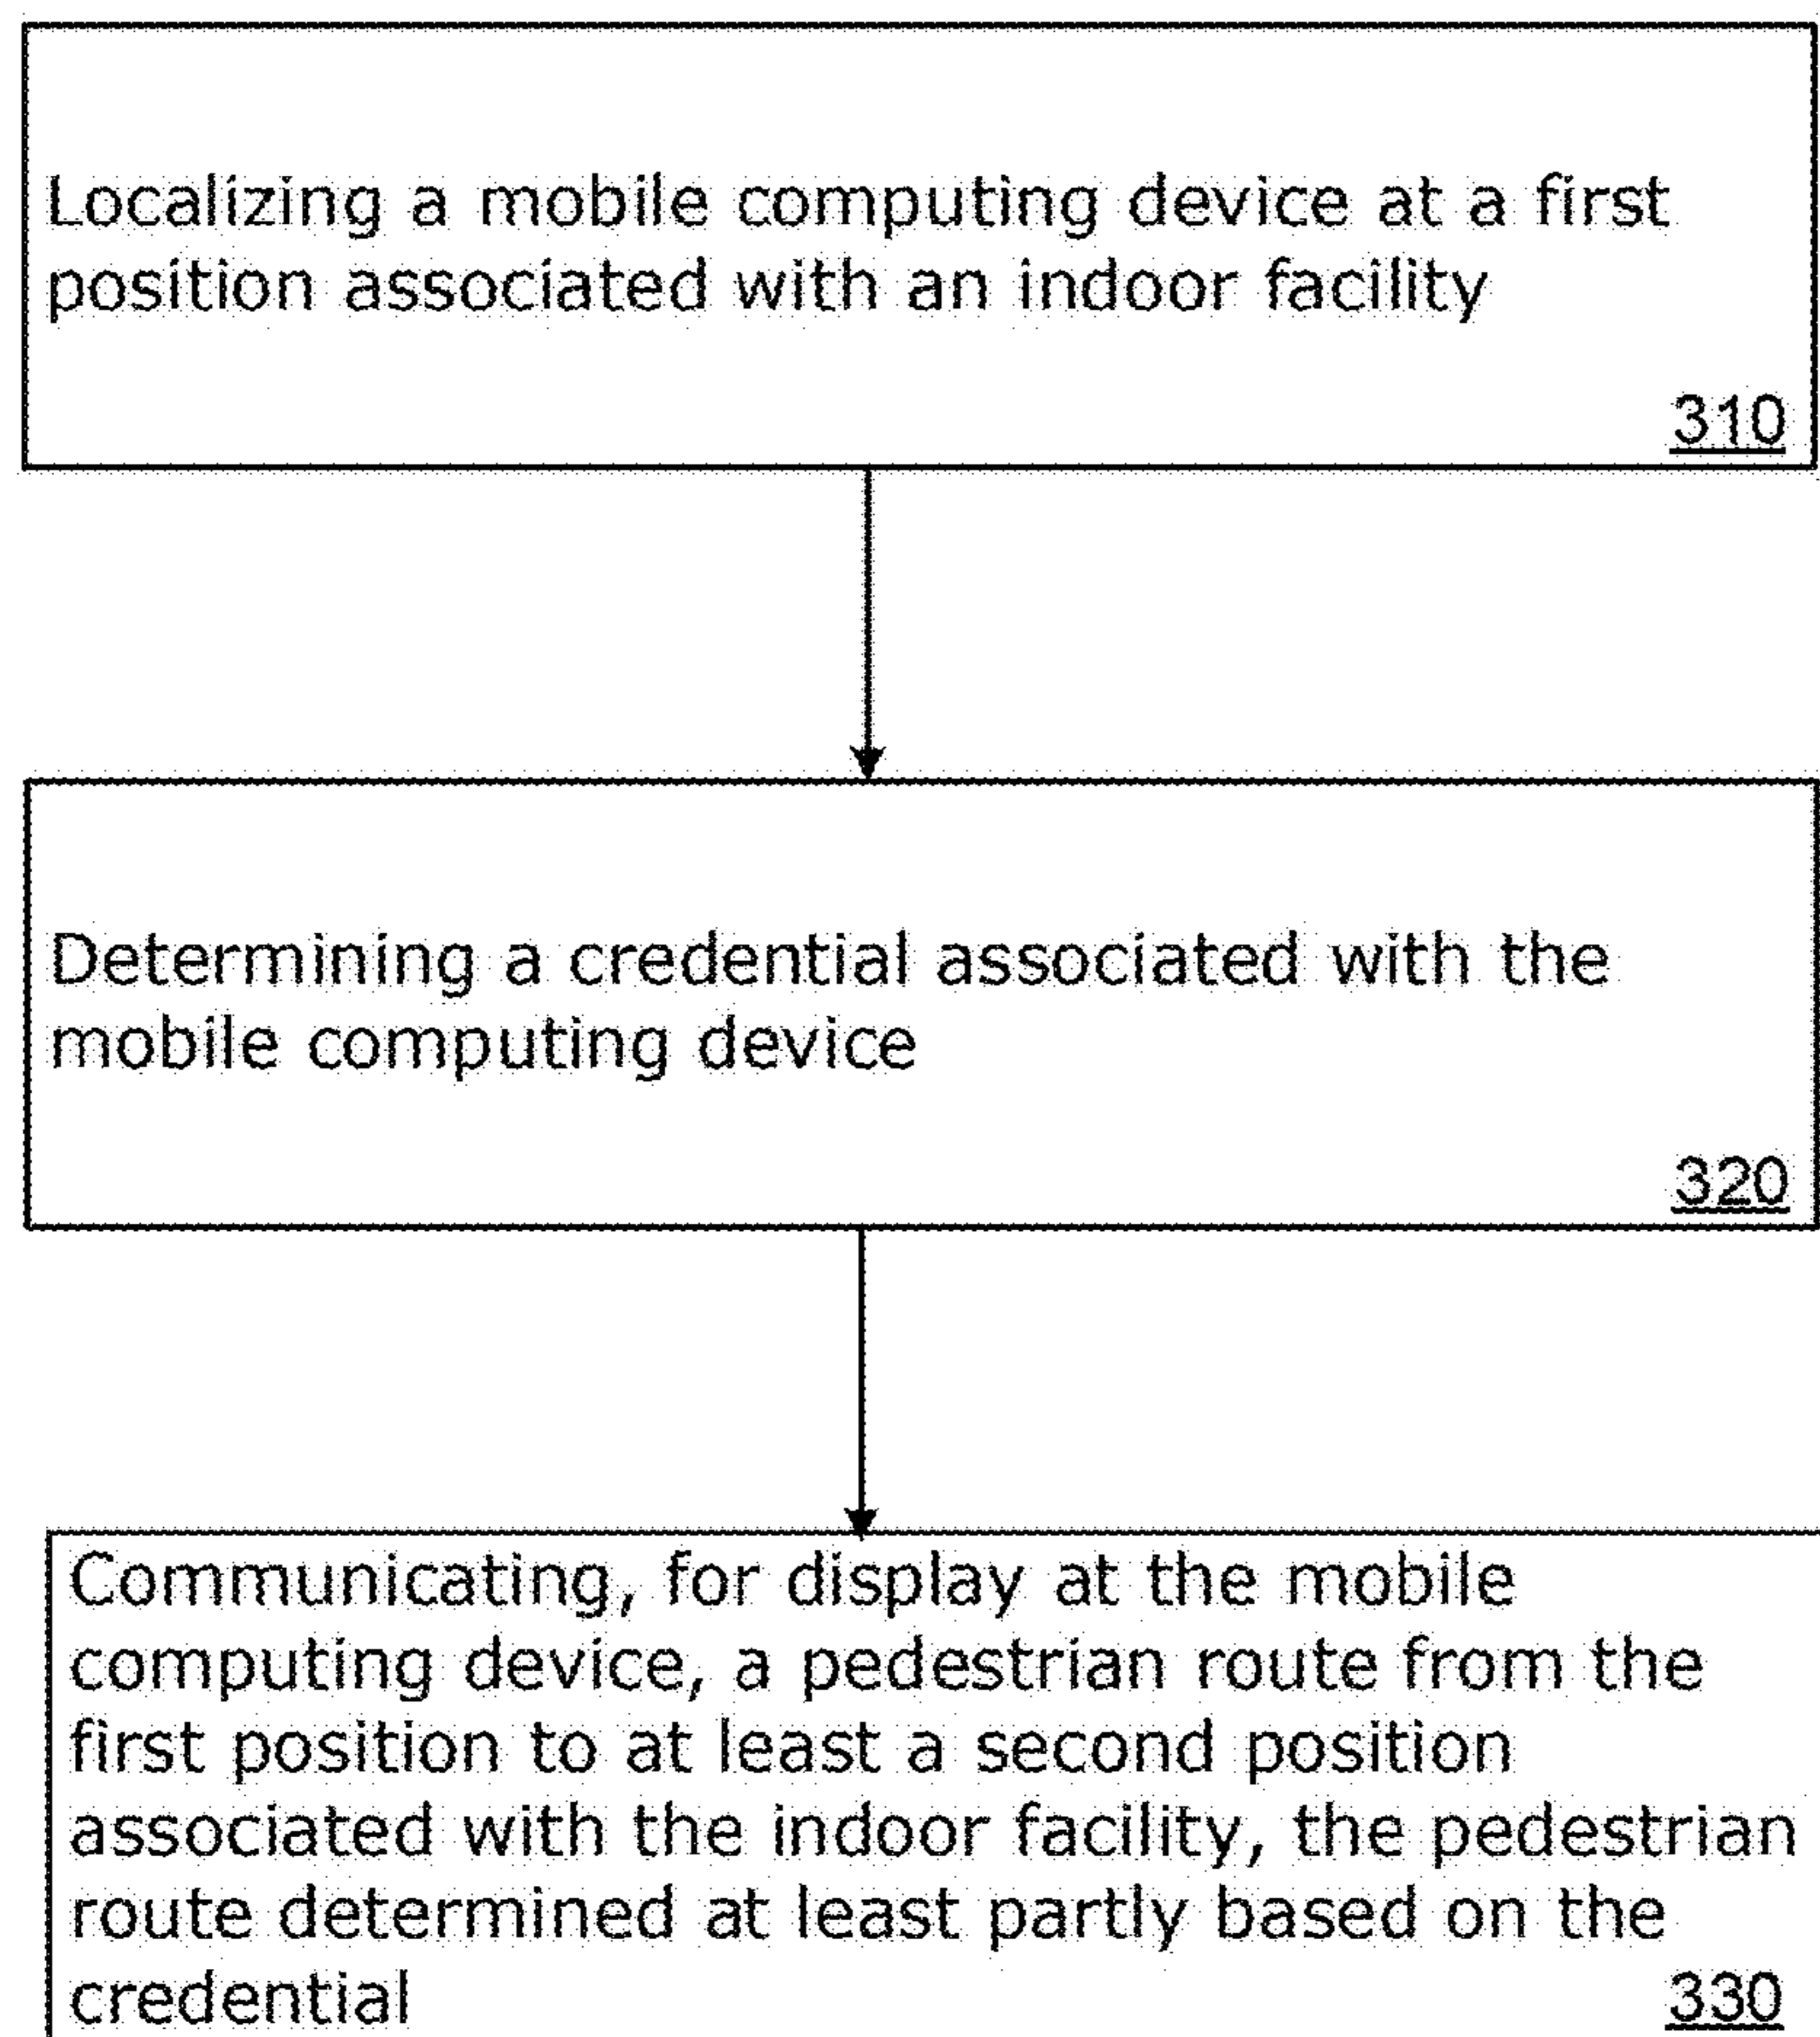 Localizing a mobile computing device at a first
position associated with an indoor facility
310
Determining a credential associated with the
mobile computing device
320
Communicating, for display at the mobile
computing device, a pedestrian route from the
first position to at least a second position
associated with the indoor facility, the pedestrian
route determined at least partly based on the
credential
330